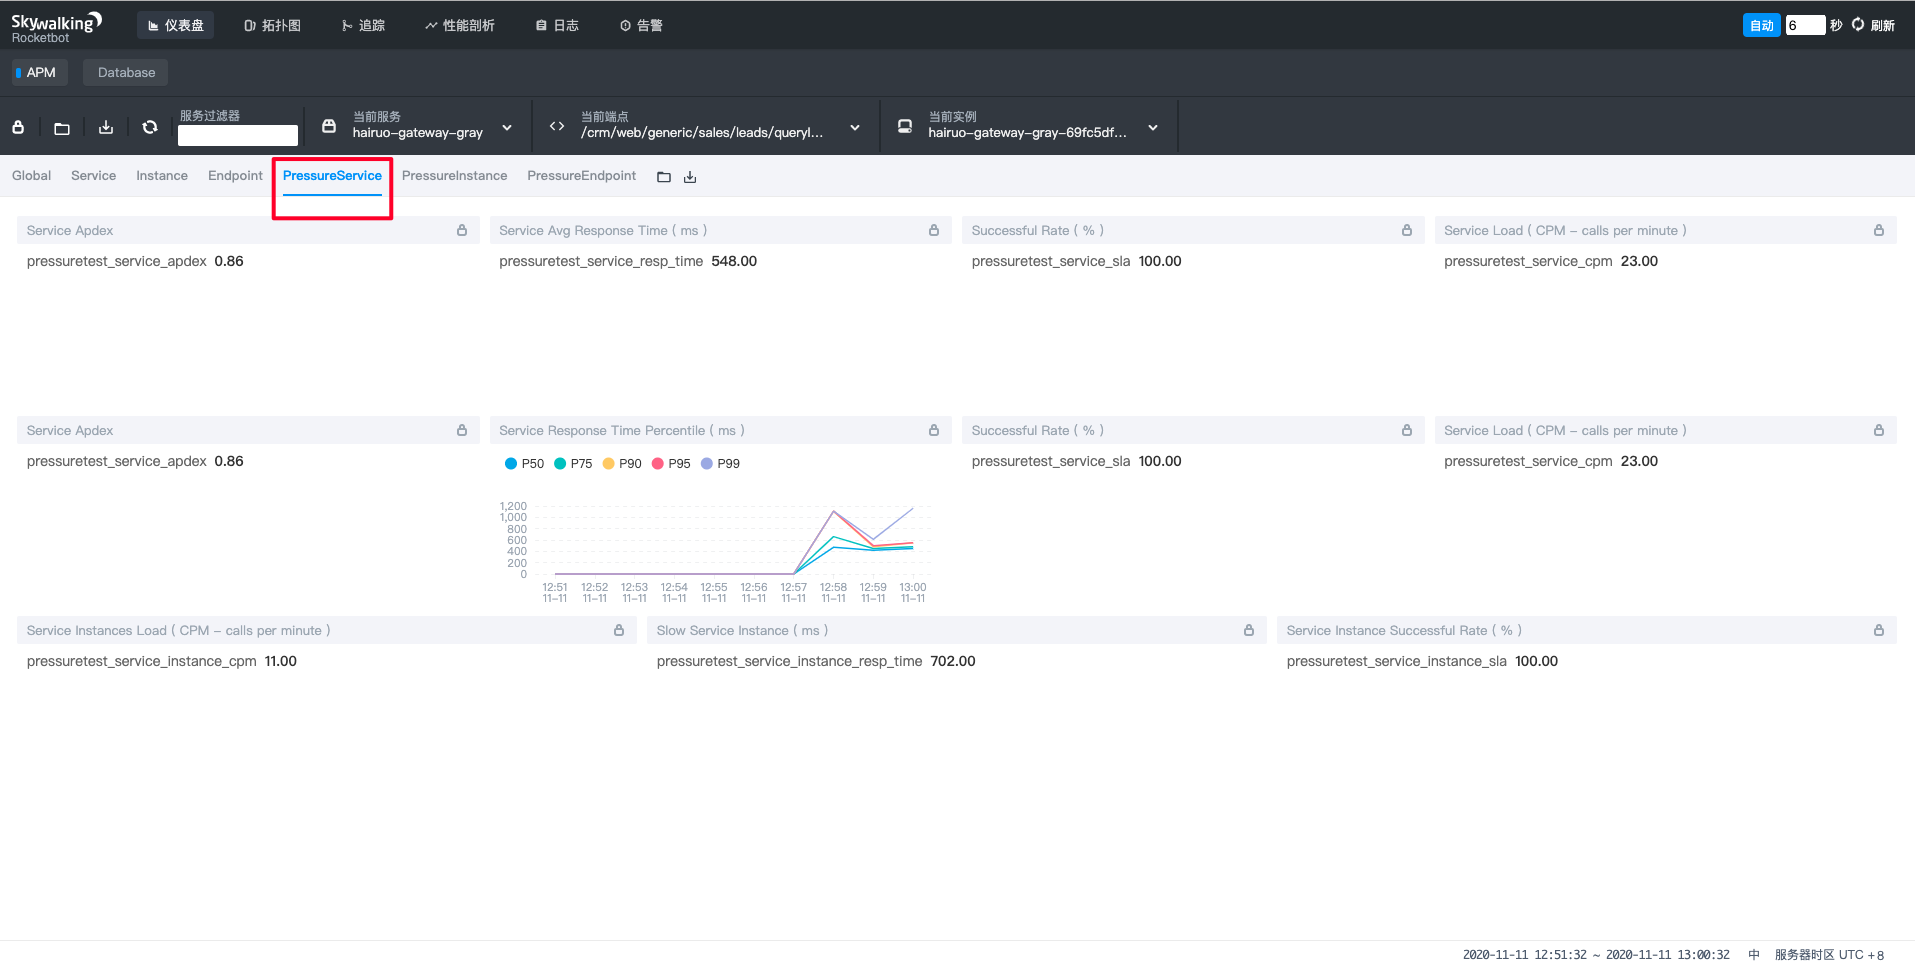 Skywalking
Rocketbot
仪表盘 拓扑图 追踪 性能剖析 日志 告警
自动 6 秒 刷新
APM Database
服务过滤器
当前服务
hairuo-gateway-gray
当前端点
/crm/web/generic/sales/leads/queryl...
当前实例
hairuo-gateway-gray-69fc5df...
Global Service Instance Endpoint PressureService PressureInstance PressureEndpoint
Service Apdex
pressuretest_service_apdex 0.86
Service Avg Response Time ( ms )
pressuretest_service_resp_time 548.00
Successful Rate ( % )
pressuretest_service_sla 100.00
Service Load ( CPM - calls per minute )
pressuretest_service_cpm 23.00
Service Apdex
pressuretest_service_apdex 0.86
Service Response Time Percentile ( ms )
P50 P75 P90 P95 P99
1,200
1,000
800
600
400
200
0
12:51 12:52 12:53 12:54 12:55 12:56 12:57 12:58 12:59 13:00
11-11 11-11 11-11 11-11 11-11 11-11 11-11 11-11 11-11 11-11
Successful Rate ( % )
pressuretest_service_sla 100.00
Service Load ( CPM - calls per minute )
pressuretest_service_cpm 23.00
Service Instances Load ( CPM - calls per minute )
pressuretest_service_instance_cpm 11.00
Slow Service Instance ( ms )
pressuretest_service_instance_resp_time 702.00
Service Instance Successful Rate ( % )
pressuretest_service_instance_sla 100.00
2020-11-11 12:51:32 ~ 2020-11-11 13:00:32 中 服务器时区 UTC +8